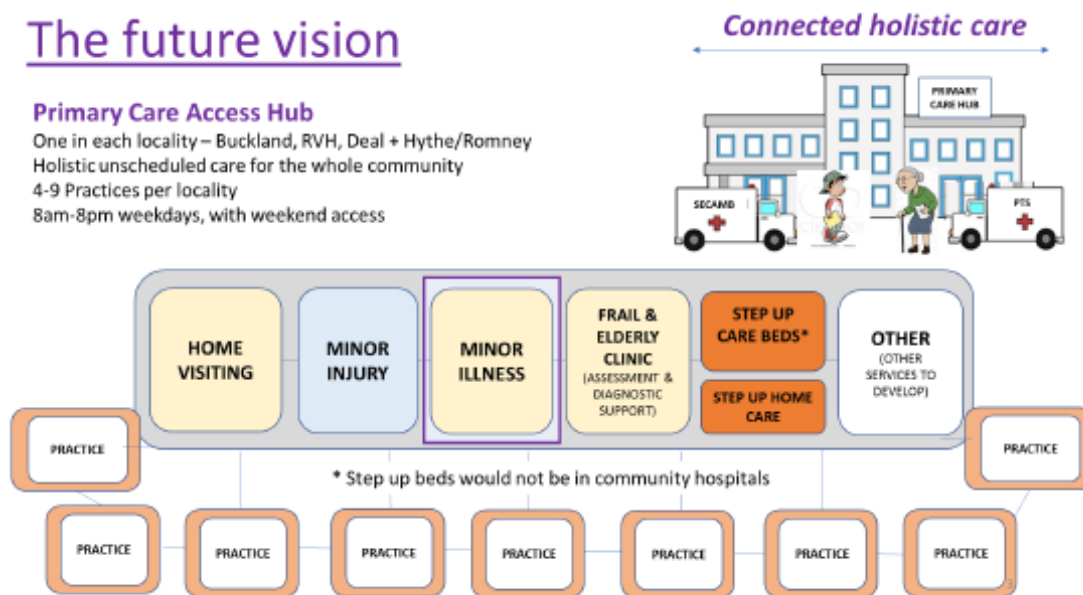 The future vision
Connected holistic care
Primary Care Access Hub
One in each locality – Buckland, RVH, Deal + Hythe/Romney
Holistic unscheduled care for the whole community
4-9 Practices per locality
8am-8pm weekdays, with weekend access
PRIMARY
CARE HUB
SECAMB
PTS
HOME
VISITING
MINOR
INJURY
MINOR
ILLNESS
FRAIL &
ELDERLY
CLINIC
(ASSESSMENT &
DIAGNOSTIC
SUPPORT)
STEP UP
CARE BEDS*
STEP UP HOME
CARE
OTHER
(OTHER
SERVICES TO
DEVELOP)
PRACTICE
PRACTICE
* Step up beds would not be in community hospitals
PRACTICE
PRACTICE
PRACTICE
PRACTICE
PRACTICE
PRACTICE
PRACTICE
3